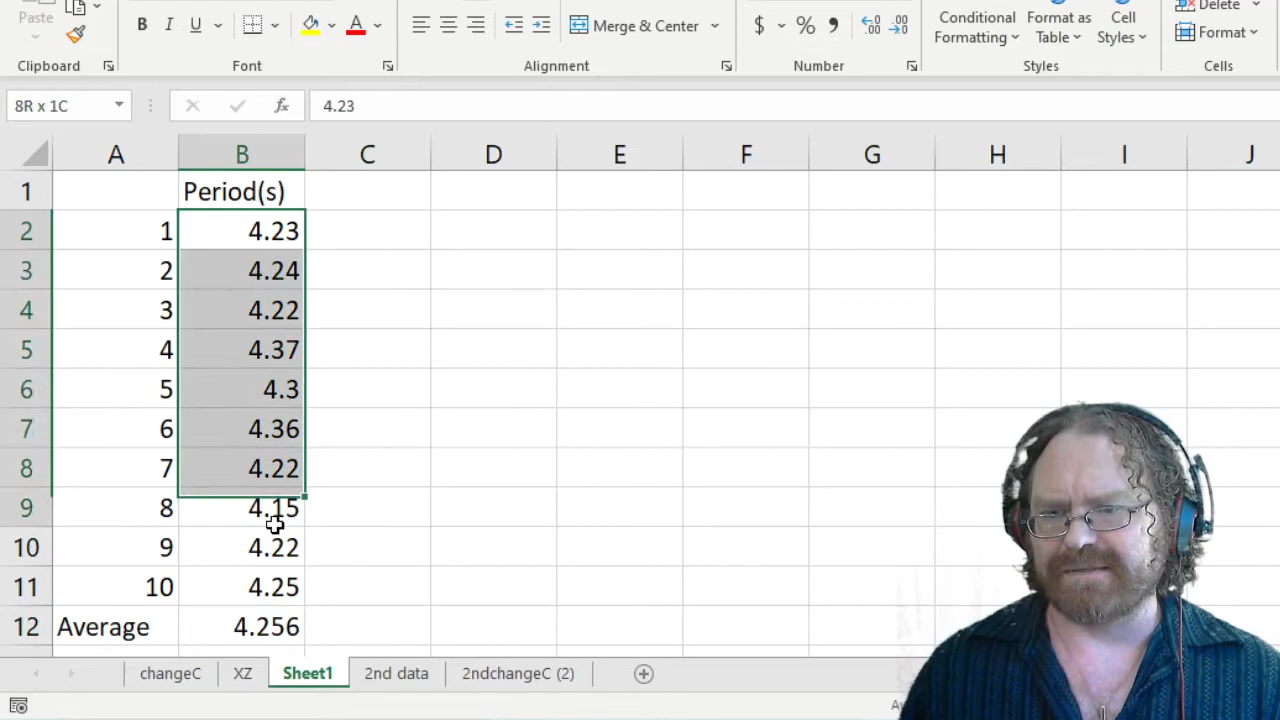 Paste
B I U A
Merge & Center
$ % 9 .00
Conditional Formatting
Format as Table
Cell Styles
Delete
Format
Clipboard Font Alignment Number Styles Cells
8R x 1C fx 4.23
A B C D E F G H I J
1 Period(s)
2 1 4.23
3 2 4.24
4 3 4.22
5 4 4.37
6 5 4.3
7 6 4.36
8 7 4.22
9 8 4.15
10 9 4.22
11 10 4.25
12 Average 4.256
changeC XZ Sheet1 2nd data 2ndchangeC (2)